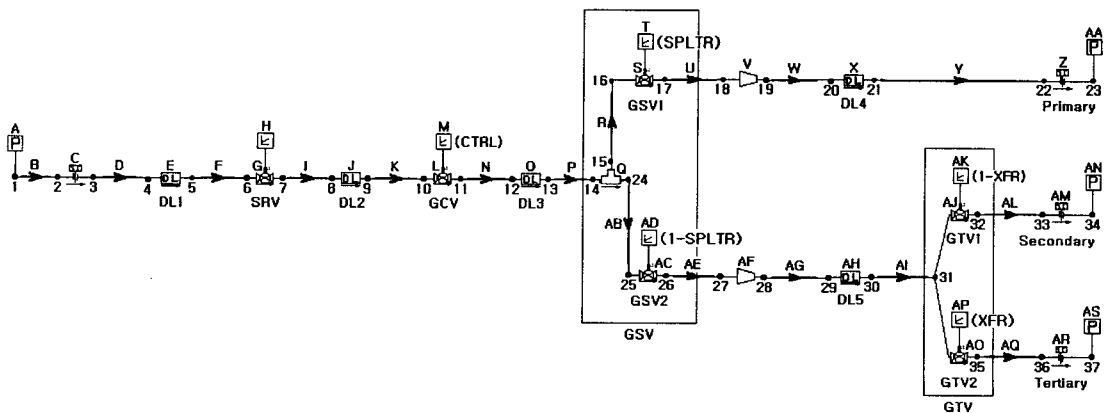 T
(SPLTR)
AA
P
S
U
V
W
X
Y
Z
16
17
18
19
20
DL
21
22
23
GSV1
DL4
Primary
A
P
H
M
(CTRL)
R
15
B
C
D
E
F
G
I
J
K
L
N
O
P
Q
24
1
2
3
4
DL
5
6
7
8
DL
9
10
11
12
DL
13
14
DL1
SRV
DL2
GCV
DL3
AB
AD
(1-SPLTR)
AC
AE
AF
AG
AH
AI
25
26
27
28
29
DL
30
31
GSV2
DL5
GSV
AK
(1-XFR)
AN
P
AJ
AL
AM
32
33
34
GTV1
Secondary
AP
(XFR)
AS
P
AO
AQ
AR
35
36
37
GTV2
Tertiary
GTV